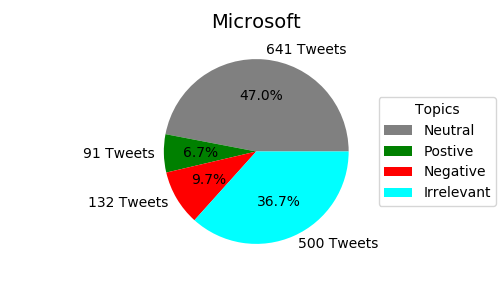 Microsoft
641 Tweets
47.0%
91 Tweets
6.7%
132 Tweets
9.7%
36.7%
500 Tweets
Topics
Neutral
Postive
Negative
Irrelevant